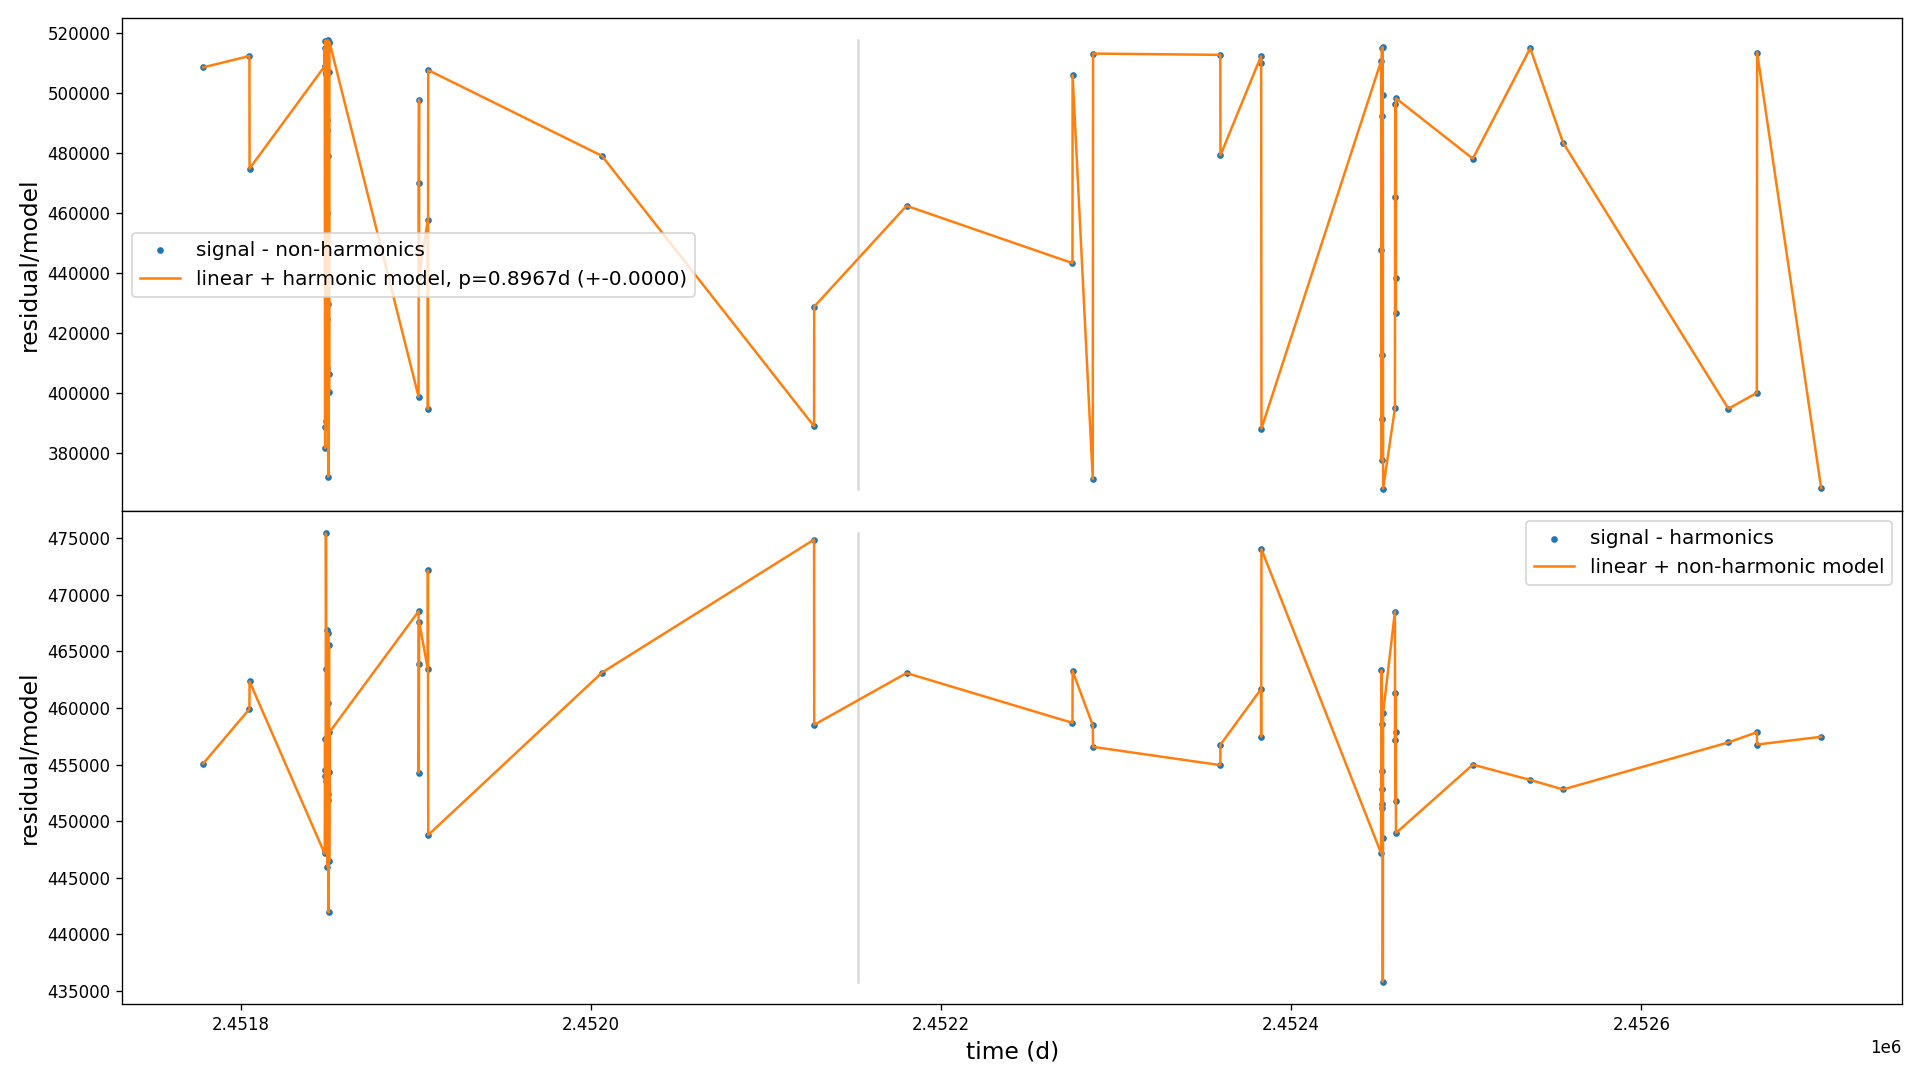 520000
500000
480000
460000
440000
420000
400000
380000
residual/model
signal - non-harmonics
linear + harmonic model, p=0.8967d (+-0.0000)
475000
470000
465000
460000
455000
450000
445000
440000
435000
residual/model
signal - harmonics
linear + non-harmonic model
2.4518
2.4520
2.4522
2.4524
2.4526
1e6
time (d)